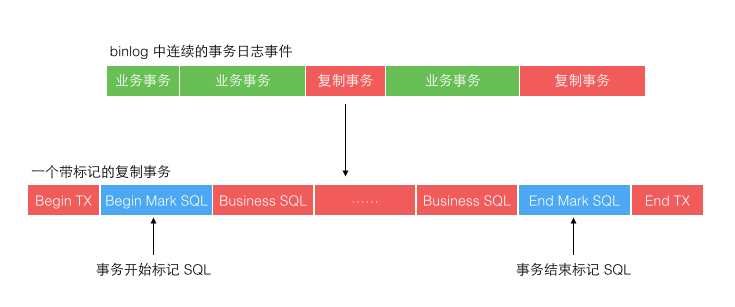 binlog 中连续的事务日志事件
业务事务 业务事务 复制事务 业务事务 复制事务
一个带标记的复制事务
Begin TX Begin Mark SQL Business SQL …… Business SQL End Mark SQL End TX
事务开始标记 SQL 事务结束标记 SQL